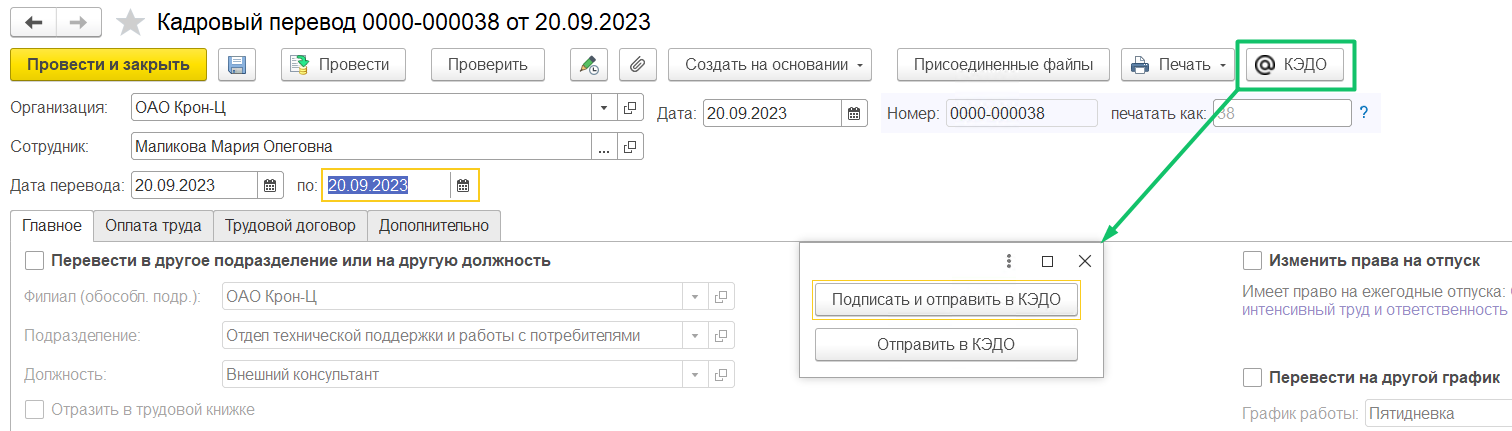 Кадровый перевод 0000-000038 от 20.09.2023
Провести и закрыть Провести Проверить Создать на основании Присоединенные файлы Печать @ КЭДО
Организация: ОАО Крон-Ц Дата: 20.09.2023 Номер: 0000-000038 печатать как: 38 ?
Сотрудник: Маликова Мария Олеговна ...
Дата перевода: 20.09.2023 по: 20.09.2023
Главное Оплата труда Трудовой договор Дополнительно
Перевести в другое подразделение или на другую должность
Филиал (обособл. подр.): ОАО Крон-Ц
Подразделение: Отдел технической поддержки и работы с потребителями
Должность: Внешний консультант
Отразить в трудовой книжке
Подписать и отправить в КЭДО
Отправить в КЭДО
Изменить права на отпуск
Имеет право на ежегодные отпуска:
интенсивный труд и ответственность
Перевести на другой график
График работы: Пятидневка